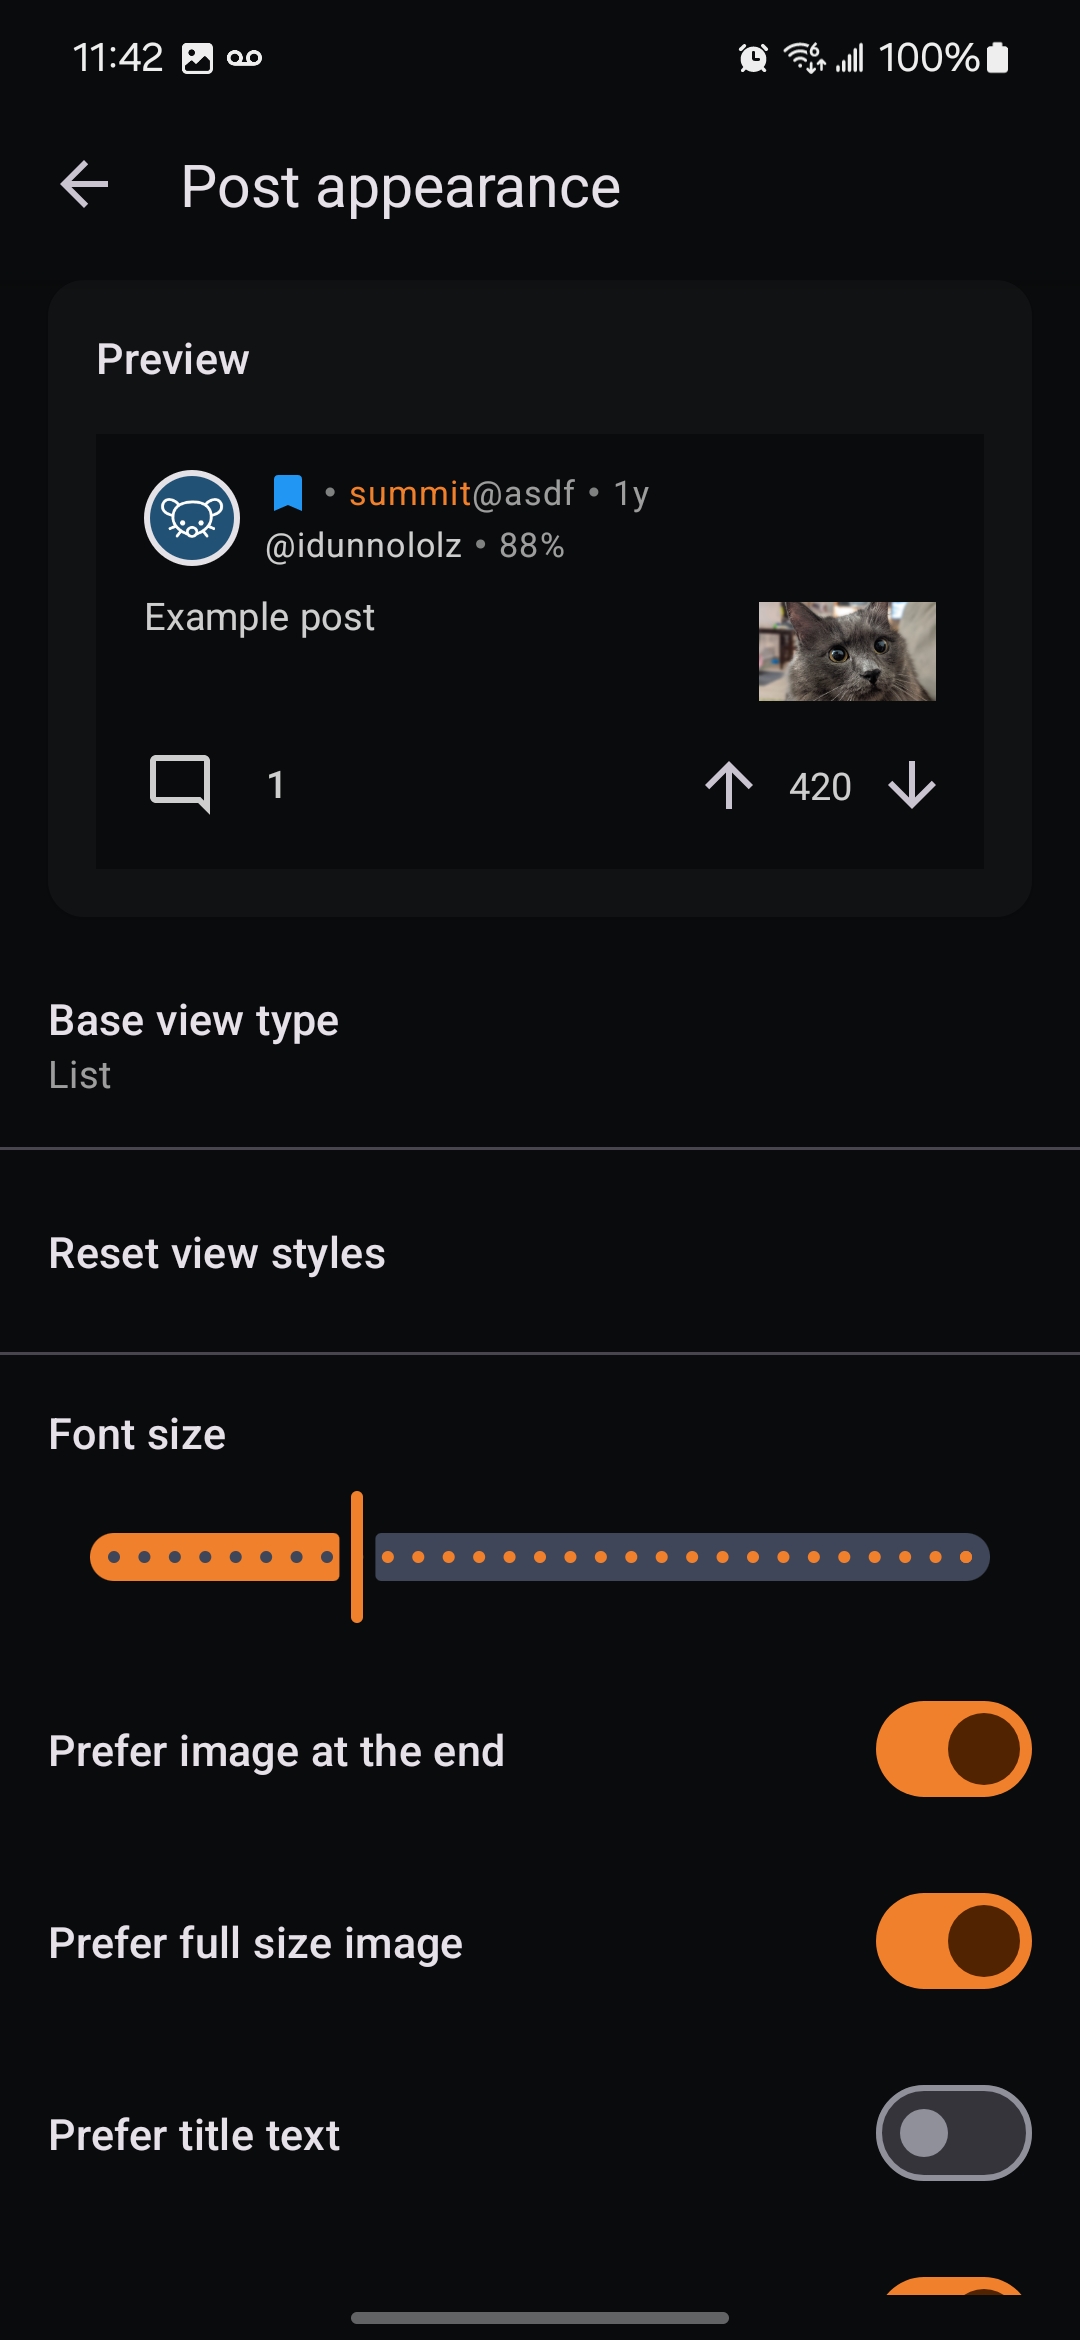 11:42 6 100%
Post appearance
Preview
• summit@asdf • 1y
@idunnololz • 88%
Example post
1 420
Base view type
List
Reset view styles
Font size
Prefer image at the end
Prefer full size image
Prefer title text